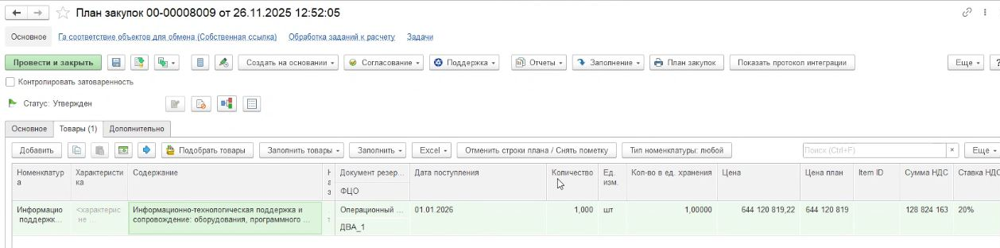 План закупок 00-00008009 от 26.11.2025 12:52:05
Основное Га соответствие объектов для обмена (Собственная ссылка) Обработка заданий к расчету Задачи
Провести и закрыть Создать на основании Согласование Поддержка Отчеты Заполнение План закупок Показать протокол интеграции Еще ?
Контролировать затоваренность
Статус: Утвержден
Основное Товары (1) Дополнительно
Добавить Подобрать товары Заполнить товары Заполнить Excel Отменить строки плана / Снять пометку Тип номенклатуры: любой Поиск (Ctrl+F) × Еще
Номенклатур Характеристи Содержание Н Документ резер... Дата поступления Количество Ед. Кол-во в ед. хранения Цена Цена план Item ID Сумма НДС Ставка НДС
а ка а изм.
з ФЦО
Информацио <характерис Информационно-технологическая поддержка и Операционный ... 01.01.2026 1,000 шт 1,00000 644 120 819,22 644 120 819 128 824 163 20%
поддержк... не ... сопровождение: оборудования, программного ...
ДВА_1